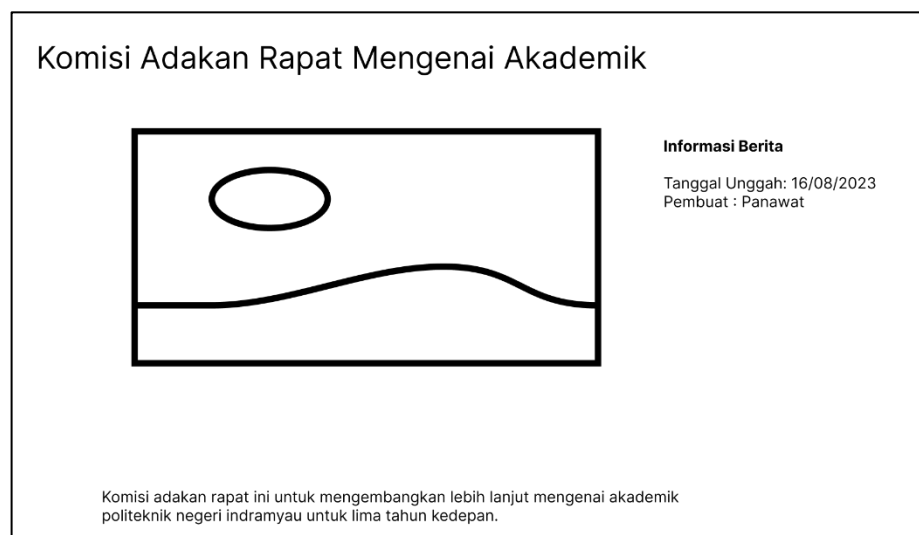 Komisi Adakan Rapat Mengenai Akademik
Informasi Berita
Tanggal Unggah: 16/08/2023
Pembuat : Panawat
Komisi adakan rapat ini untuk mengembangkan lebih lanjut mengenai akademik
politeknik negeri indramyau untuk lima tahun kedepan.